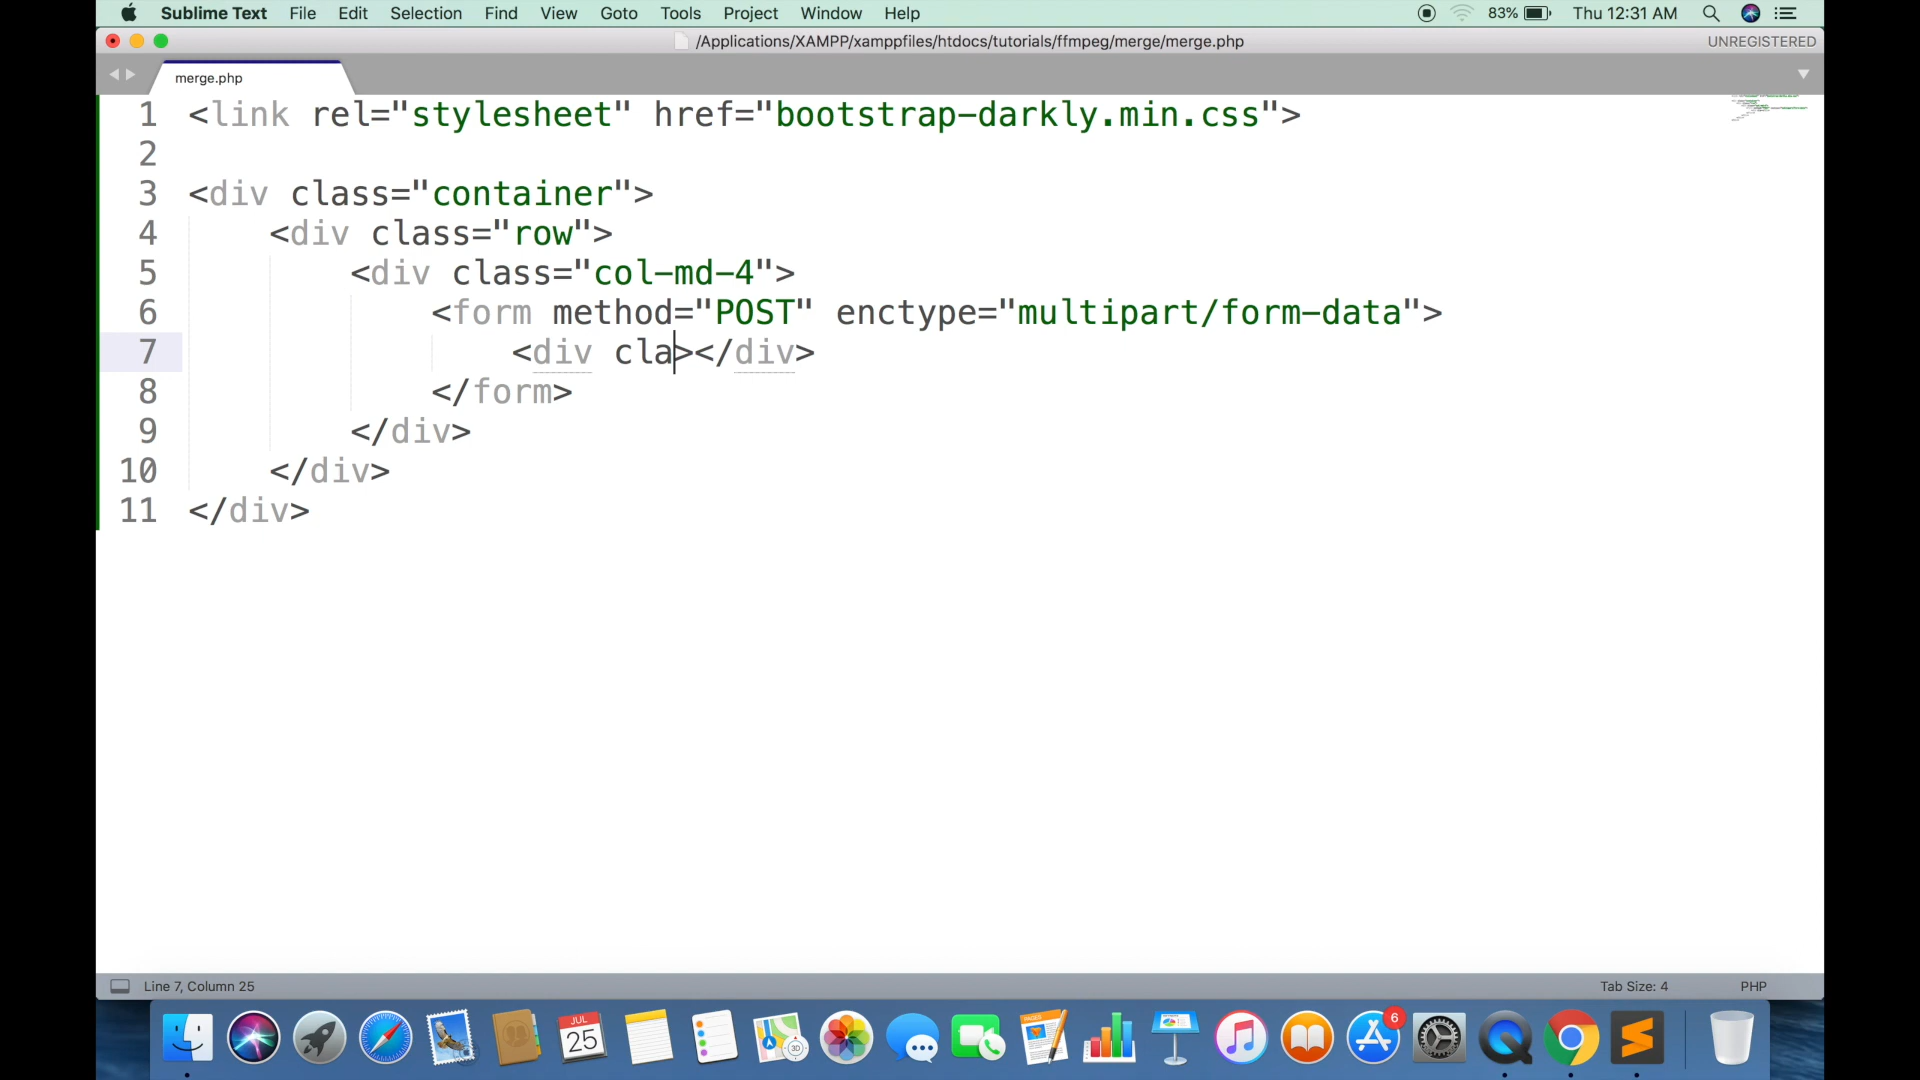 Sublime Text File Edit Selection Find View Goto Tools Project Window Help 83% Thu 12:31 AM
/Applications/XAMPP/xamppfiles/htdocs/tutorials/ffmpeg/merge/merge.php UNREGISTERED
merge.php
1 <link rel="stylesheet" href="bootstrap-darkly.min.css">
2
3 <div class="container">
4 <div class="row">
5 <div class="col-md-4">
6 <form method="POST" enctype="multipart/form-data">
7 <div cla></div>
8 </form>
9 </div>
10 </div>
11 </div>
Line 7, Column 25 Tab Size: 4 PHP
JUL
25
PAGES
6